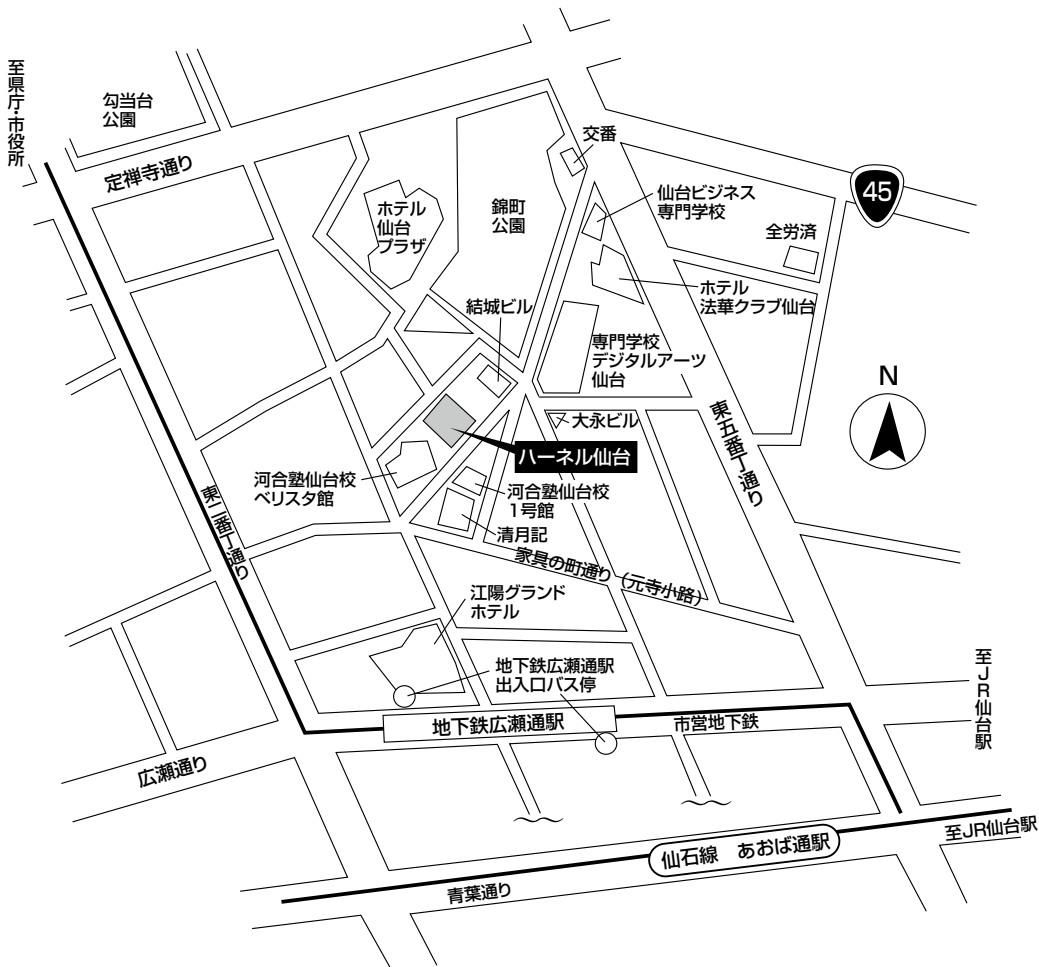 至県庁・市役所
勾当台
公園
定禅寺通り
交番
45
仙台ビジネス
専門学校
ホテル
仙台
プラザ
錦町
公園
全労済
ホテル
法華クラブ仙台
結城ビル
専門学校
デジタルアーツ
仙台
N
東五番丁通り
大永ビル
ハーネル仙台
河合塾仙台校
ベリスタ館
東二番丁通り
河合塾仙台校
1号館
清月記
家具の町通り（元寺小路）
江陽グランド
ホテル
地下鉄広瀬通駅
出入口バス停
至JR仙台駅
地下鉄広瀬通駅
市営地下鉄
広瀬通り
至JR仙台駅
仙石線　あおば通駅
青葉通り